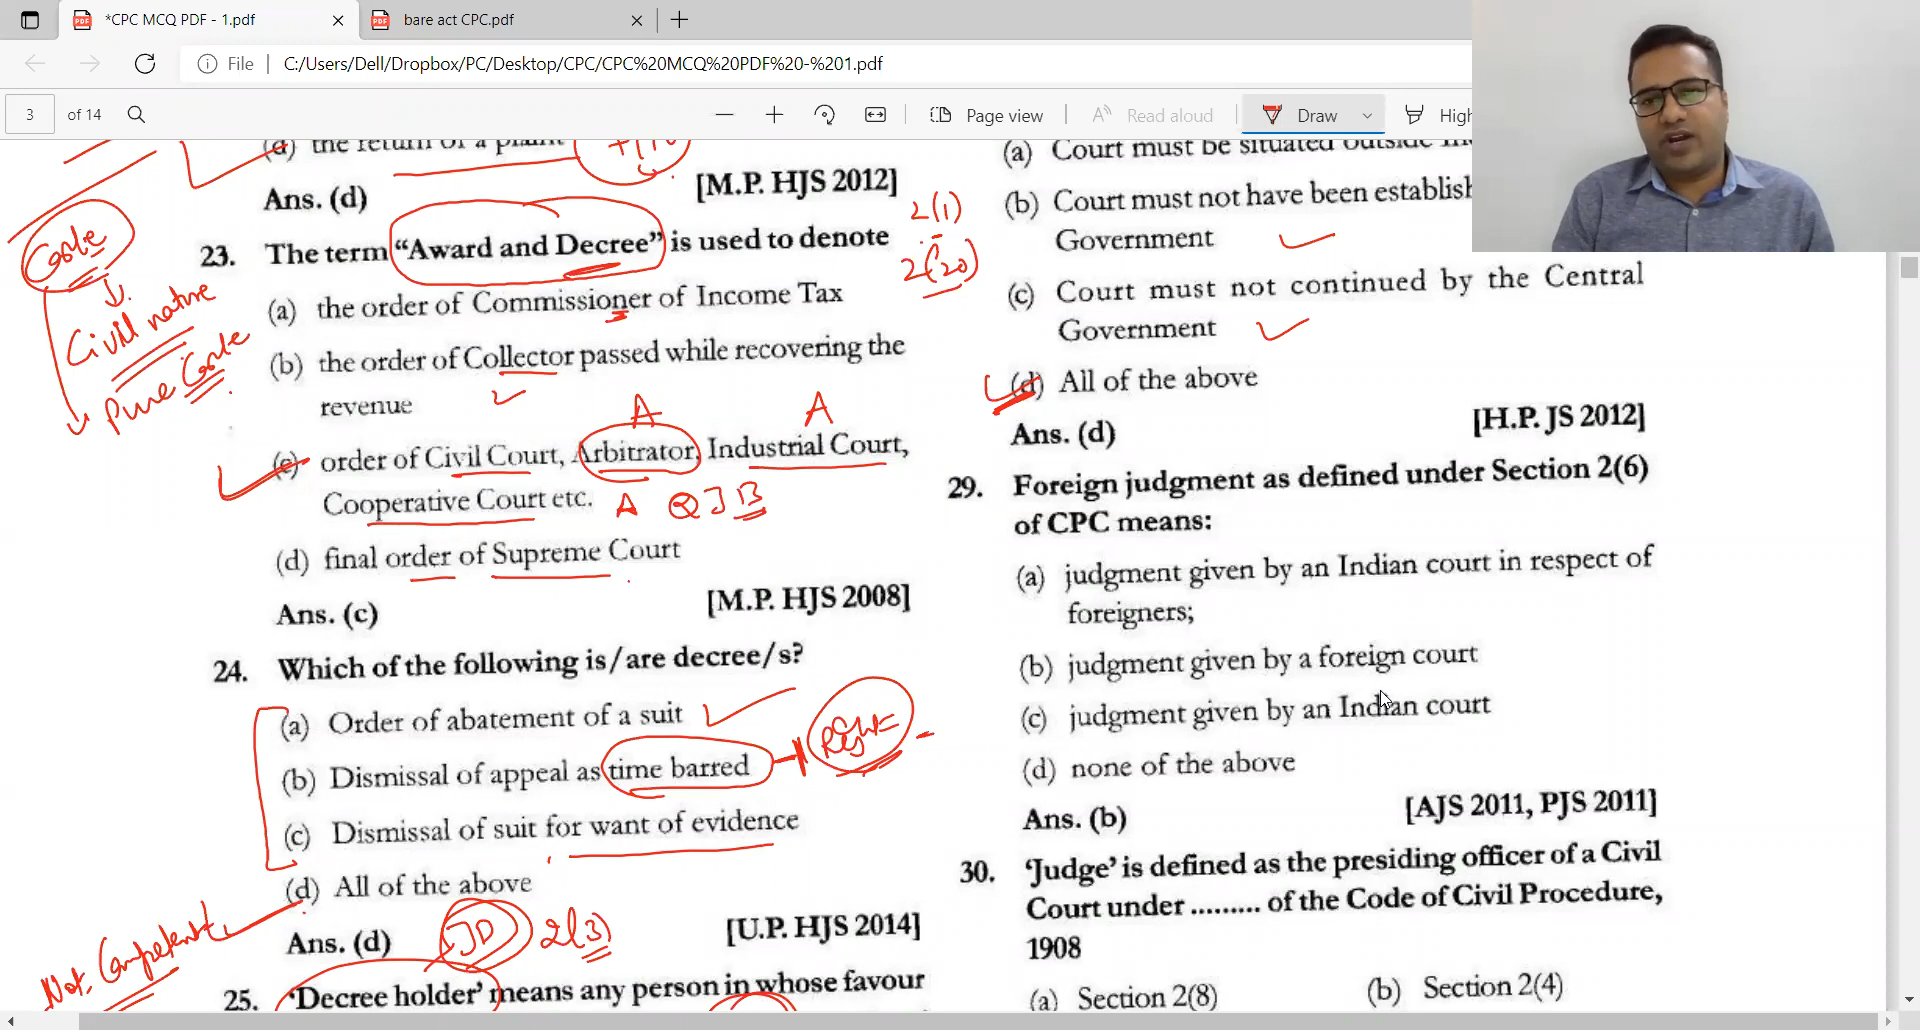 *CPC MCQ PDF - 1.pdf
bare act CPC.pdf
File
C:/Users/Dell/Dropbox/PC/Desktop/CPC/CPC%20MCQ%20PDF%20-%201.pdf
3 of 14
Page view
Read aloud
Draw
High
(d) the return of a plaint
Ans. (d) [M.P. HJS 2012]
23. The term “Award and Decree” is used to denote
(a) the order of Commissioner of Income Tax
(b) the order of Collector passed while recovering the
revenue
(c) order of Civil Court, Arbitrator, Industrial Court,
Cooperative Court etc.
(d) final order of Supreme Court
Ans. (c) [M.P. HJS 2008]
24. Which of the following is/are decree/s?
(a) Order of abatement of a suit
(b) Dismissal of appeal as time barred
(c) Dismissal of suit for want of evidence
(d) All of the above
Ans. (d) [U.P. HJS 2014]
25. ‘Decree holder’ means any person in whose favour
2(1)
2(20)
Code
Civil nature
Pure Code
A
A
A Q J B
JD 2(3)
Not Competent
(a) Court must be situated outside
(b) Court must not have been establish
Government
(c) Court must not continued by the Central
Government
(d) All of the above
Ans. (d) [H.P. JS 2012]
29. Foreign judgment as defined under Section 2(6)
of CPC means:
(a) judgment given by an Indian court in respect of
foreigners;
(b) judgment given by a foreign court
(c) judgment given by an Indian court
(d) none of the above
Ans. (b) [AJS 2011, PJS 2011]
30. ‘Judge’ is defined as the presiding officer of a Civil
Court under ......... of the Code of Civil Procedure,
1908
(a) Section 2(8) (b) Section 2(4)